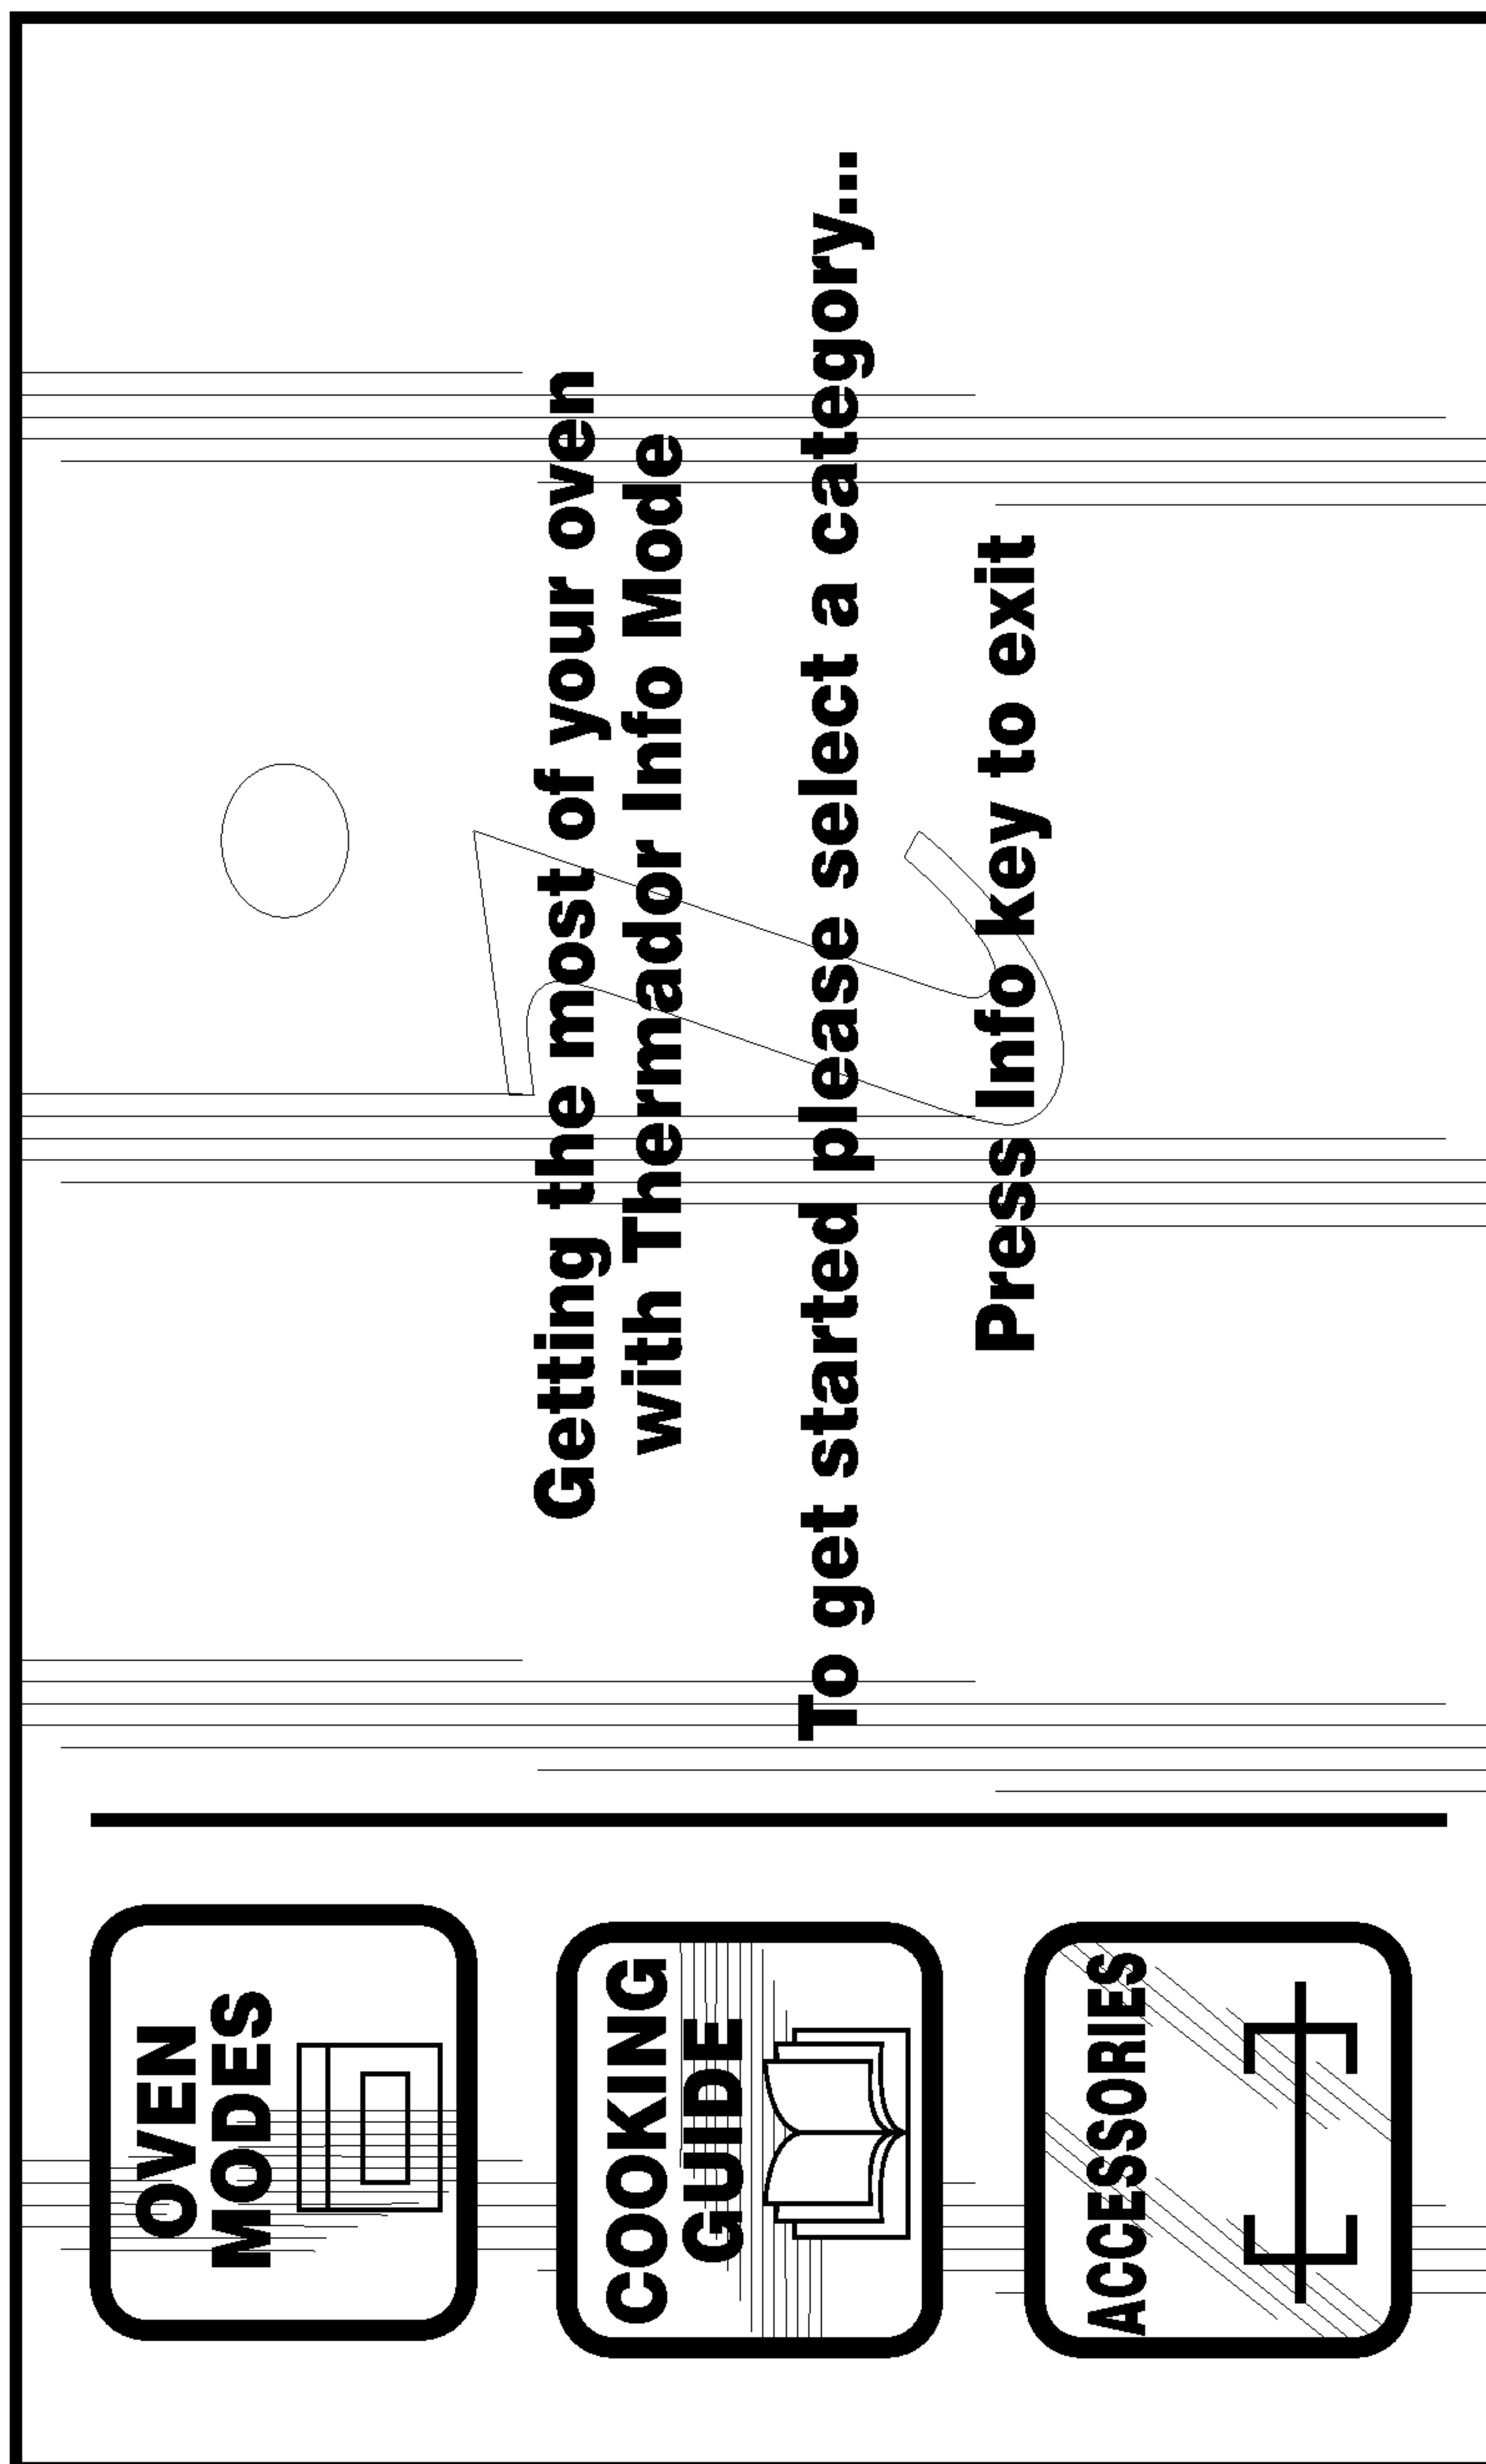 Getting the most of your oven
with Thermador Info Mode
To get started please select a category...
Press Info key to exit
OVEN
MODES
COOKING
GUIDE
ACCESSORIES